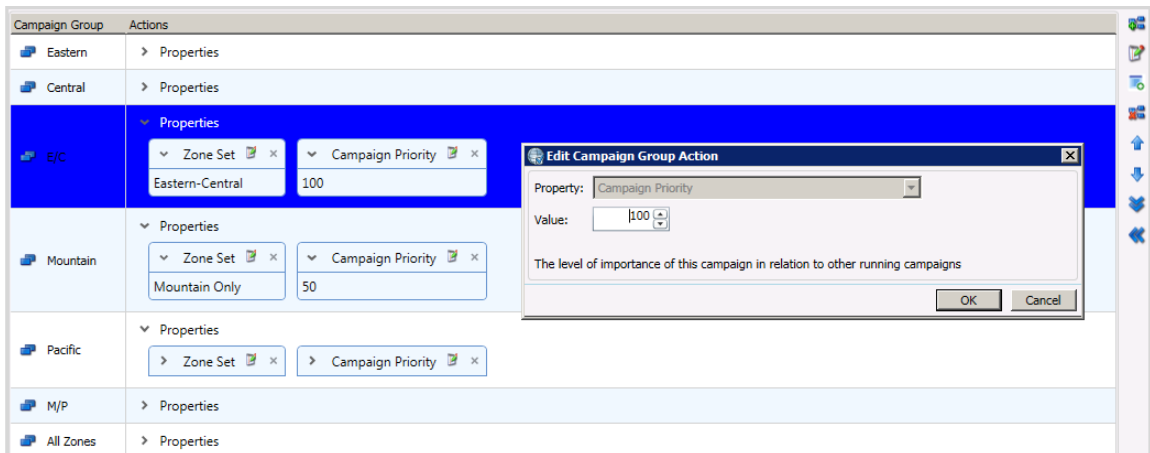 Campaign Group Actions
Eastern Properties
Central Properties
Properties
E/C
Zone Set Campaign Priority
Eastern-Central 100
Properties
Mountain
Zone Set Campaign Priority
Mountain Only 50
Properties
Pacific
Zone Set Campaign Priority
M/P Properties
All Zones Properties
Edit Campaign Group Action
Property: Campaign Priority
Value: 100
The level of importance of this campaign in relation to other running campaigns
OK Cancel